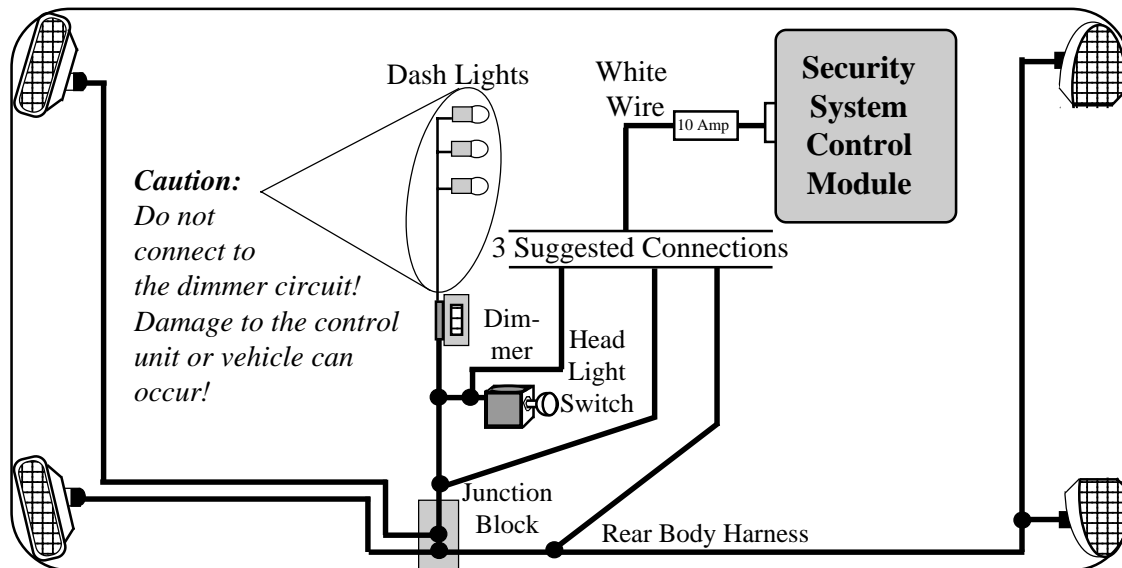 Dash Lights
White
Wire
10 Amp
Security
System
Control
Module
Caution:
Do not
connect to
the dimmer circuit!
Damage to the control
unit or vehicle can
occur!
3 Suggested Connections
Dim-
mer
Head
Light
Switch
Junction
Block
Rear Body Harness